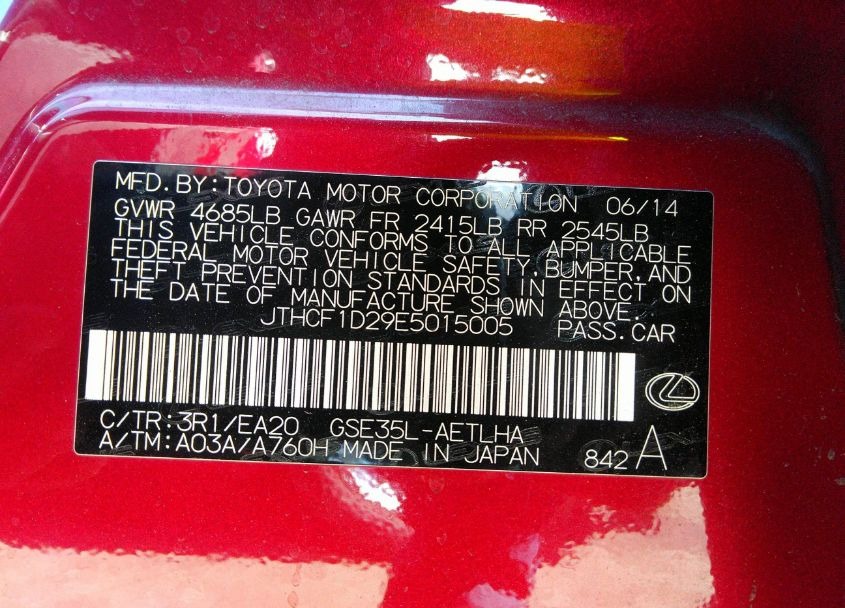 MFD.BY:TOYOTA MOTOR CORPORATION 06/14
GVWR 4685LB GAWR FR 2415LB RR 2545LB
THIS VEHICLE CONFORMS TO ALL APPLICABLE
FEDERAL MOTOR VEHICLE SAFETY,BUMPER,AND
THEFT PREVENTION STANDARDS IN EFFECT ON
THE DATE OF MANUFACTURE SHOWN ABOVE.
JTHCF1D29E5015005 PASS.CAR
C/TR:3R1/EA20 GSE35L-AETLHA
A/TM:A03A/A760H MADE IN JAPAN 842 A